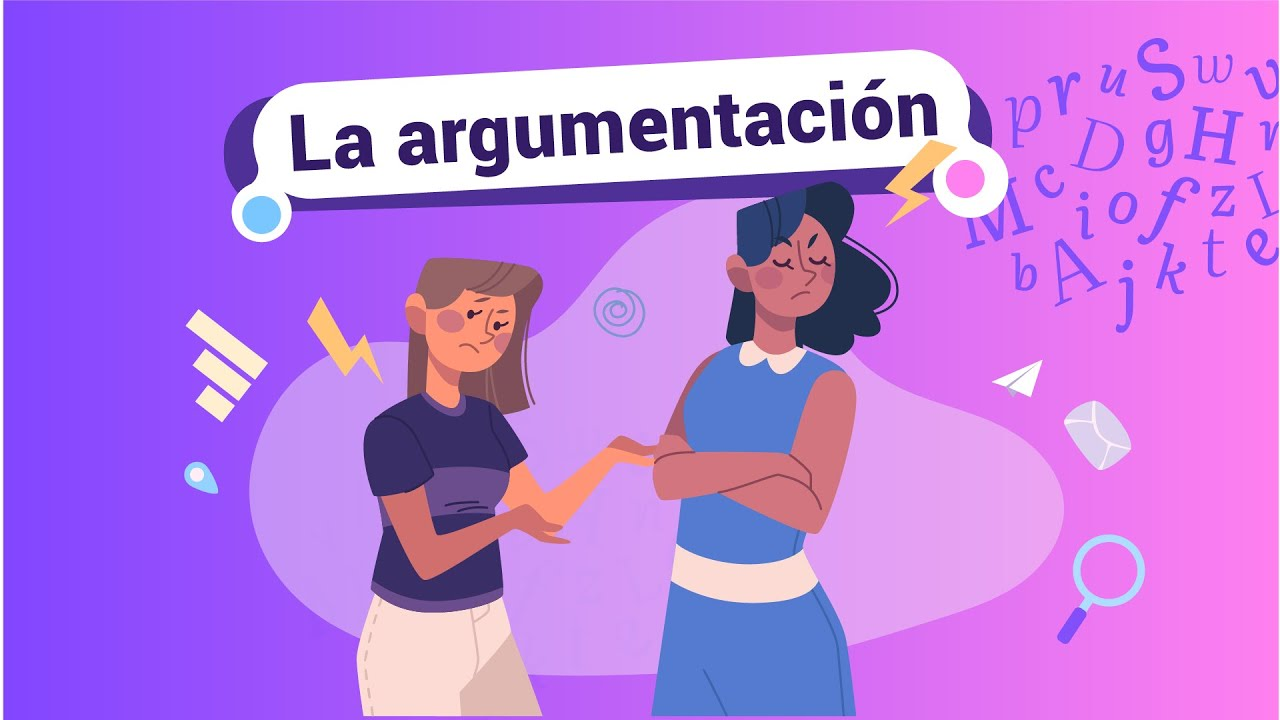 La argumentación
p r u S w v
M c D g H
i o f z
b A j k t e